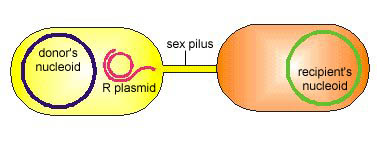 donor's
nucleoid
R plasmid
sex pilus
recipient's
nucleoid